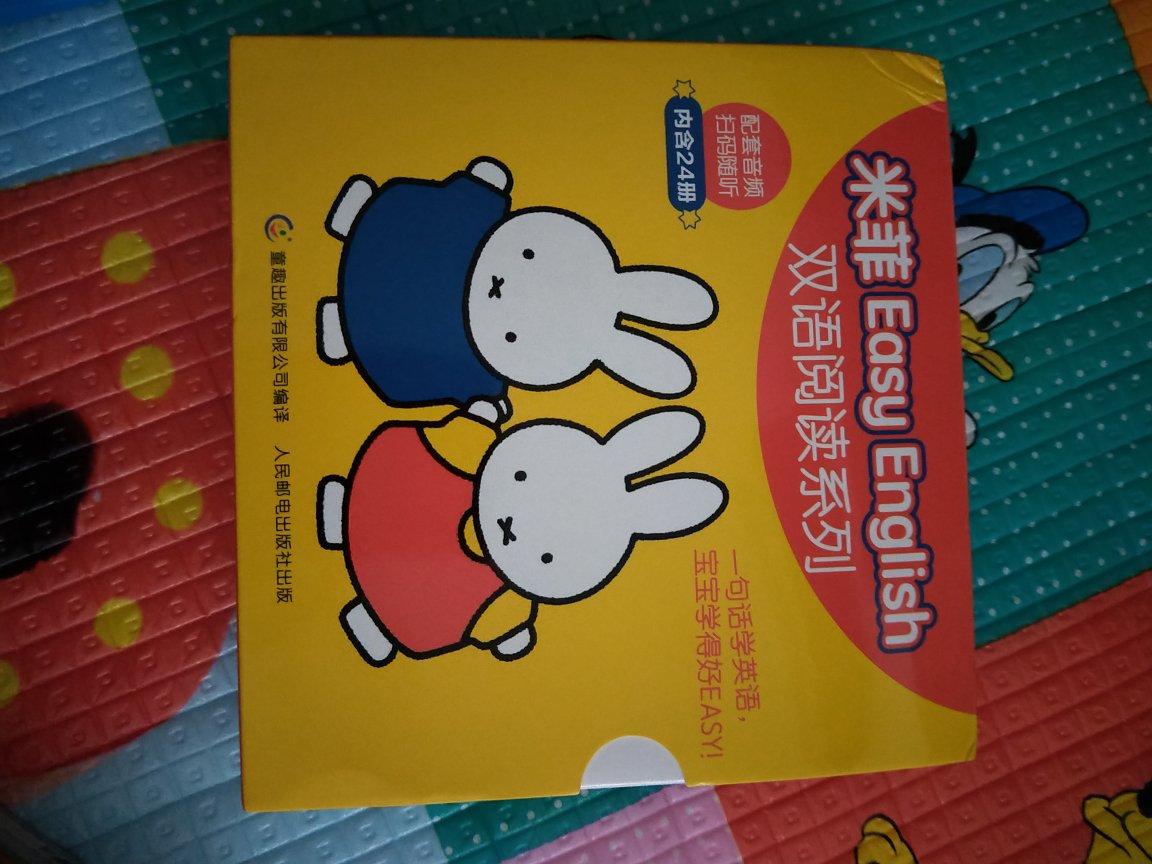 米菲 Easy English
双语阅读系列
配套音频
扫码随听
内含24册
一句话学英语，
宝宝学得好EASY!
童趣出版有限公司编译 人民邮电出版社出版